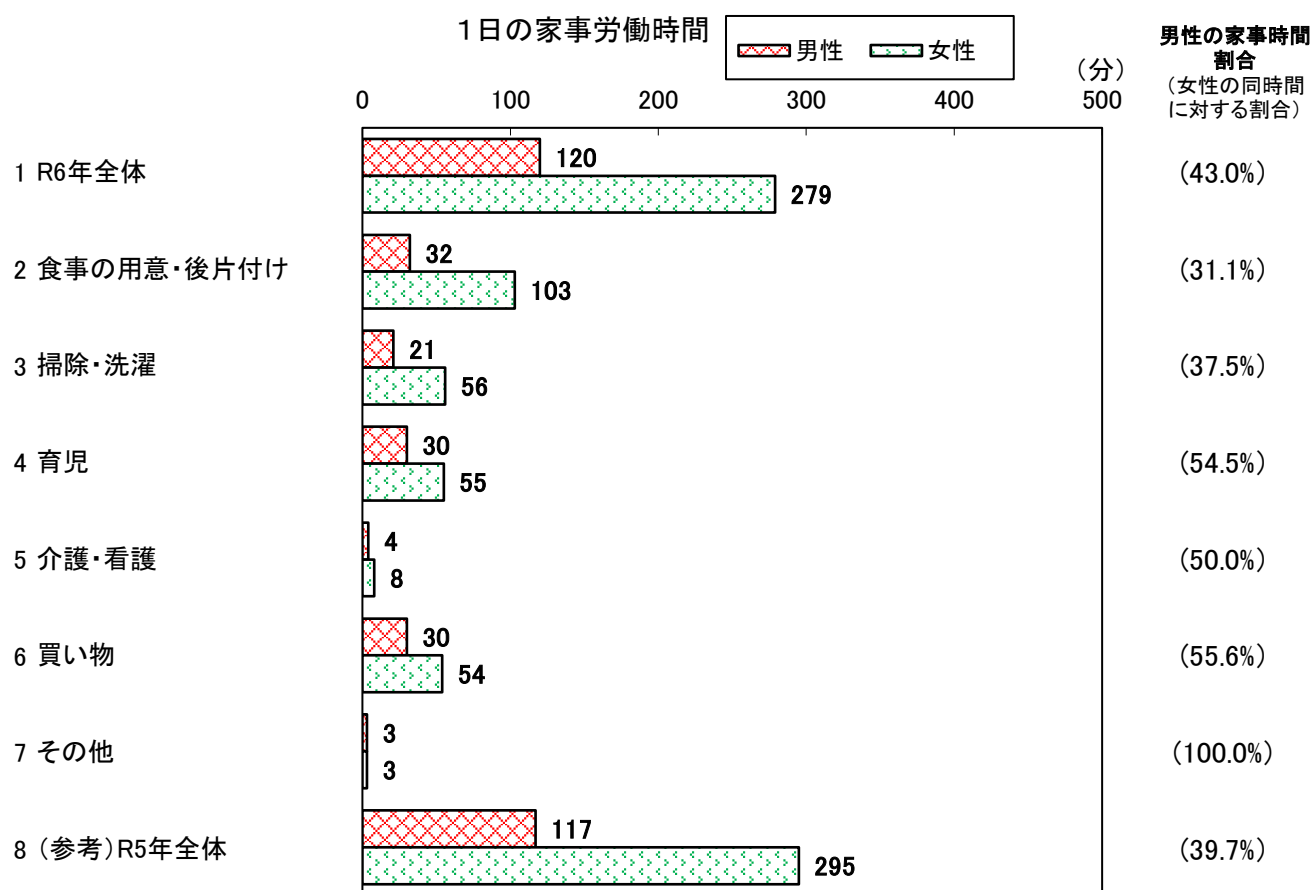 １日の家事労働時間
男性 女性
男性の家事時間
割合
（女性の同時間
に対する割合）
（分）
0 100 200 300 400 500
1 R6年全体 120 (43.0%)
279
2 食事の用意・後片付け 32 (31.1%)
103
3 掃除・洗濯 21 (37.5%)
56
4 育児 30 (54.5%)
55
5 介護・看護 4 (50.0%)
8
6 買い物 30 (55.6%)
54
7 その他 3 (100.0%)
3
8 (参考)R5年全体 117 (39.7%)
295